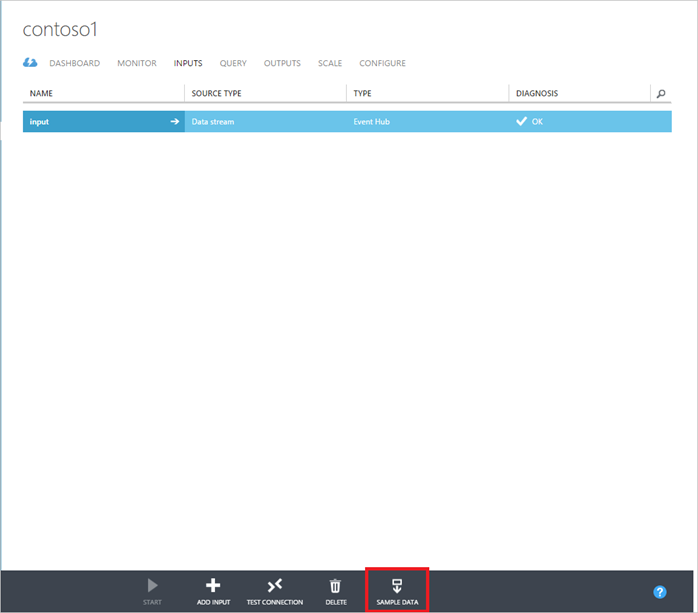 contoso1
DASHBOARD MONITOR INPUTS QUERY OUTPUTS SCALE CONFIGURE
NAME SOURCE TYPE TYPE DIAGNOSIS
input Data stream Event Hub OK
START ADD INPUT TEST CONNECTION DELETE SAMPLE DATA ?